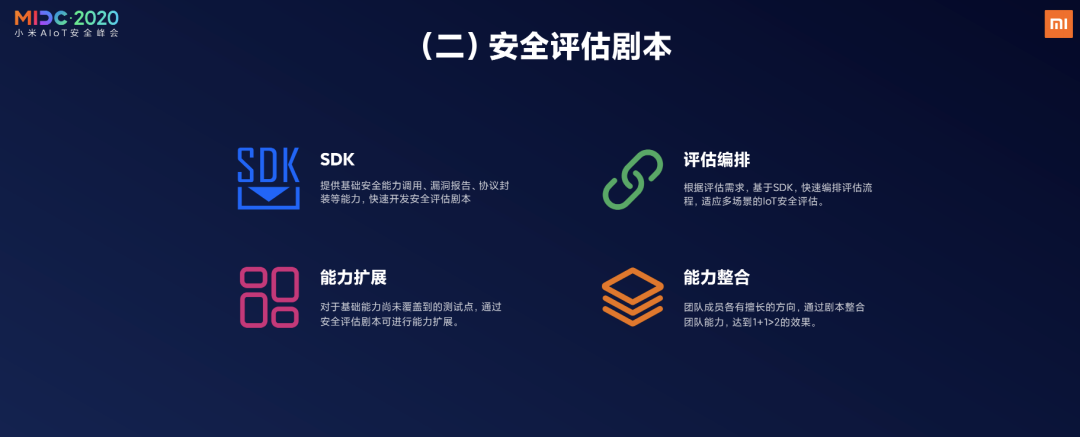 MIDC·2020
小米AIoT安全峰会
（二）安全评估剧本
SDK
SDK
提供基础安全能力调用、漏洞报告、协议封
装等能力，快速开发安全评估剧本
评估编排
根据评估需求，基于SDK，快速编排评估流
程，适应多场景的IoT安全评估。
能力扩展
对于基础能力尚未覆盖到的测试点，通过
安全评估剧本可进行能力扩展。
能力整合
团队成员各有擅长的方向，通过剧本整合
团队能力，达到1+1>2的效果。